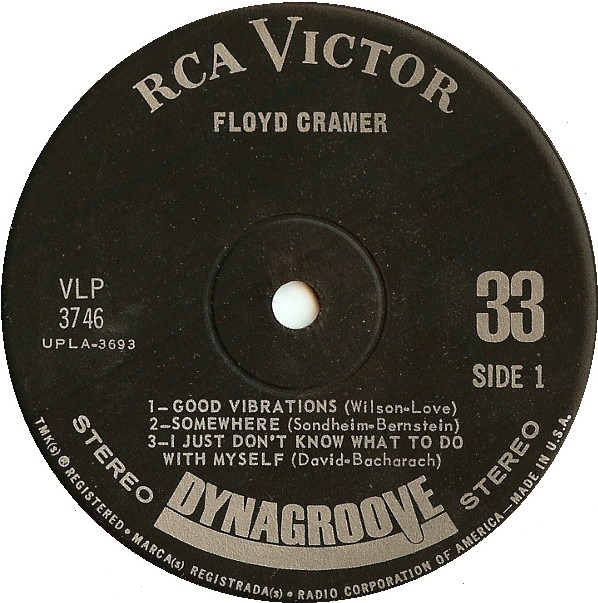 RCA VICTOR
FLOYD CRAMER
VLP
3746
UPLA-3693
33
SIDE 1
1–GOOD VIBRATIONS (Wilson-Love)
2–SOMEWHERE (Sondheim-Bernstein)
3–I JUST DON'T KNOW WHAT TO DO
WITH MYSELF (David-Bacharach)
STEREO
DYNAGROOVE
STEREO
TMK(s) ® REGISTERED • MARCA(s) REGISTRADA(s) • RADIO CORPORATION OF AMERICA–MADE IN U.S.A.